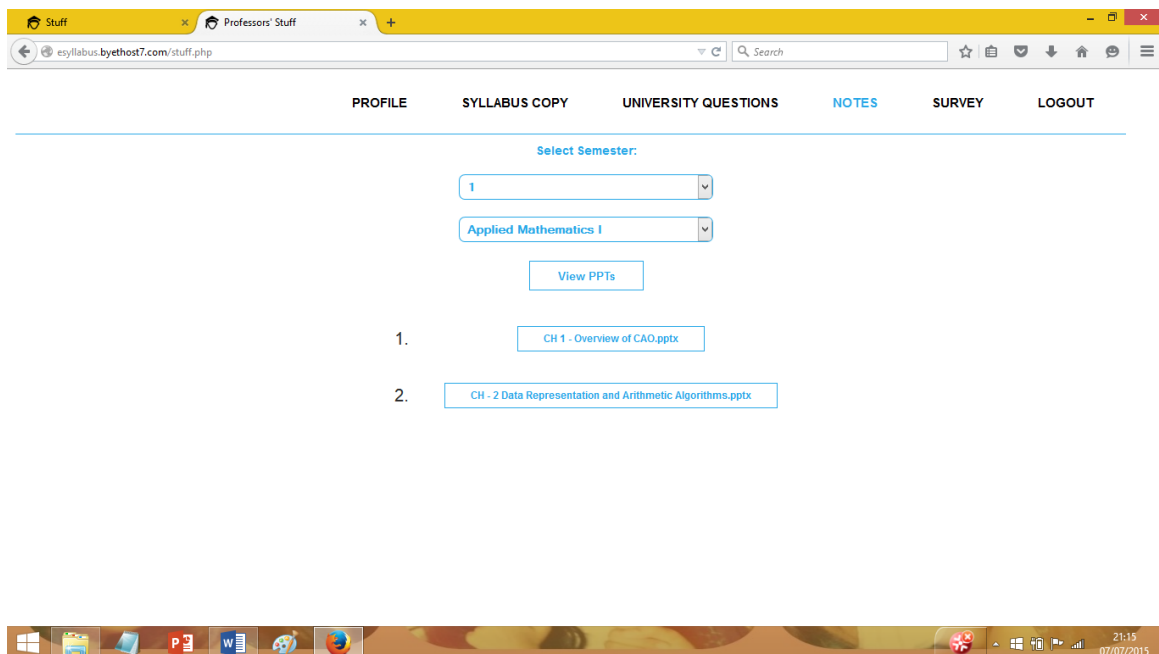 Stuff
Professors' Stuff
esyllabus.byethost7.com/stuff.php
Search
PROFILE SYLLABUS COPY UNIVERSITY QUESTIONS NOTES SURVEY LOGOUT
Select Semester:
1
Applied Mathematics I
View PPTs
1. CH 1 - Overview of CAO.pptx
2. CH - 2 Data Representation and Arithmetic Algorithms.pptx
21:15
07/07/2015